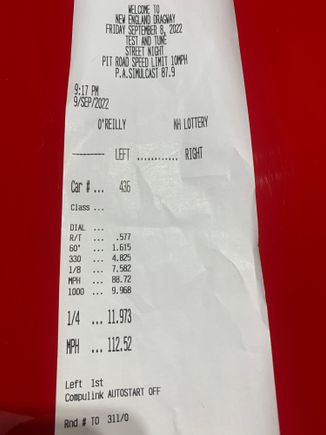 WELCOME TO
NEW ENGLAND DRAGWAY
FRIDAY SEPTEMBER 8, 2022
TEST AND TUNE
STREET NIGHT
PIT ROAD SPEED LIMIT 10MPH
P.A.SIMULCAST 87.9
9:17 PM
9/SEP/2022
O'REILLY NH LOTTERY
--------- LEFT ............ RIGHT
Car # ... 436
Class ...
DIAL ...
R/T ... .577
60' ... 1.615
330 ... 4.825
1/8 ... 7.582
MPH ... 88.72
1000 ... 9.968
1/4 ... 11.973
MPH ... 112.52
Left 1st
Compulink AUTOSTART OFF
Rnd # TO 311/0